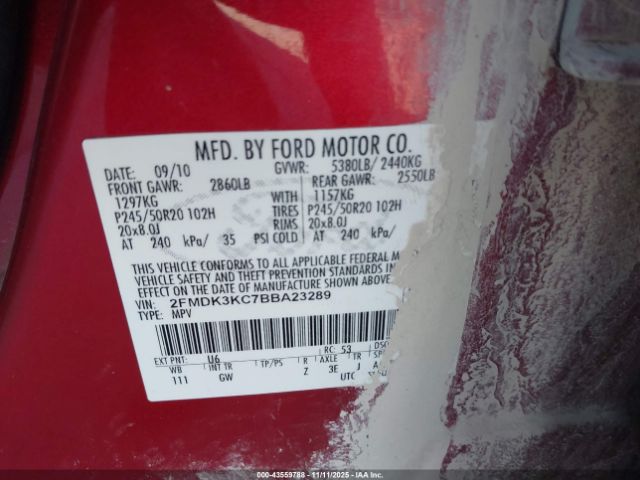 MFD. BY FORD MOTOR CO.
DATE: 09/10 GVWR: 5380LB/ 2440KG
FRONT GAWR: 2860LB REAR GAWR: 2550LB
1297KG WITH 1157KG
P245/50R20 102H TIRES P245/50R20 102H
20x8.0J RIMS 20x8.0J
AT 240 kPa/ 35 PSI COLD AT 240 kPa/
THIS VEHICLE CONFORMS TO ALL APPLICABLE FEDERAL M
VEHICLE SAFETY AND THEFT PREVENTION STANDARDS IN
EFFECT ON THE DATE OF MANUFACTURE SHOWN ABOVE.
VIN: 2FMDK3KC7BBA23289
TYPE: MPV
EXT PNT: U6 RC: 53 DSO
WB INT TR TP/PS R AXLE TR SP
111 GW Z 3E J A
UTC
10-43559788 — 11/11/2025 — IAA Inc.